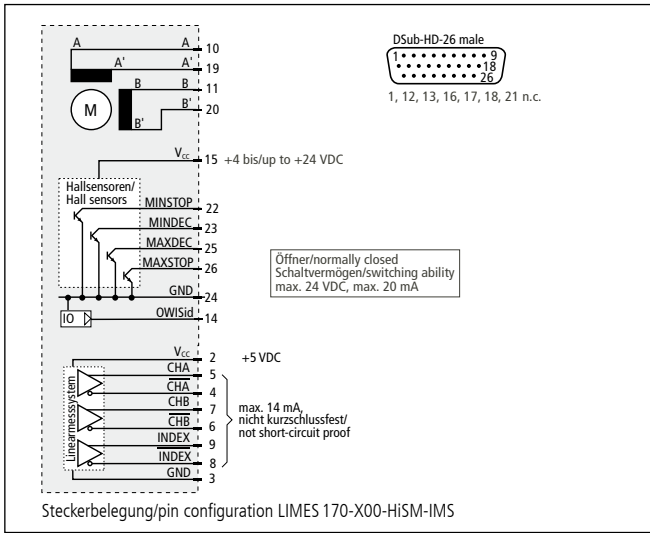 A A 10
A' A' 19
B B 11
B' B' 20
M
DSub-HD-26 male
1 9
18
26
1, 12, 13, 16, 17, 18, 21 n.c.
Vcc 15 +4 bis/up to +24 VDC
Hallsensoren/
Hall sensors
MINSTOP 22
MINDEC 23
MAXDEC 25
MAXSTOP 26
GND 24
IO OWISid 14
Öffner/normally closed
Schaltvermögen/switching ability
max. 24 VDC, max. 20 mA
Vcc 2 +5 VDC
CHA 5
C̅H̅A̅ 4
CHB 7
C̅H̅B̅ 6
INDEX 9
I̅N̅D̅E̅X̅ 8
GND 3
Linearmesssystem
max. 14 mA,
nicht kurzschlussfest/
not short-circuit proof
Steckerbelegung/pin configuration LIMES 170-X00-HiSM-IMS